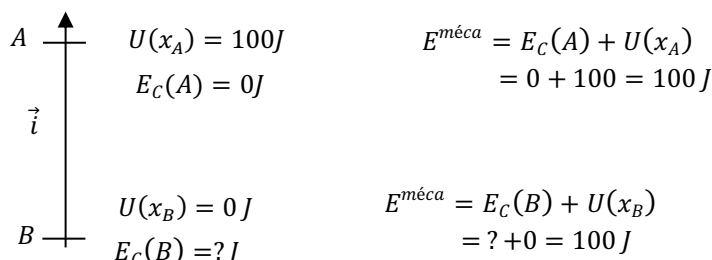 A U(x_A) = 100J E^méca = E_C(A) + U(x_A)
E_C(A) = 0J = 0 + 100 = 100 J
i⃗
U(x_B) = 0 J E^méca = E_C(B) + U(x_B)
B E_C(B) =? J = ? +0 = 100 J